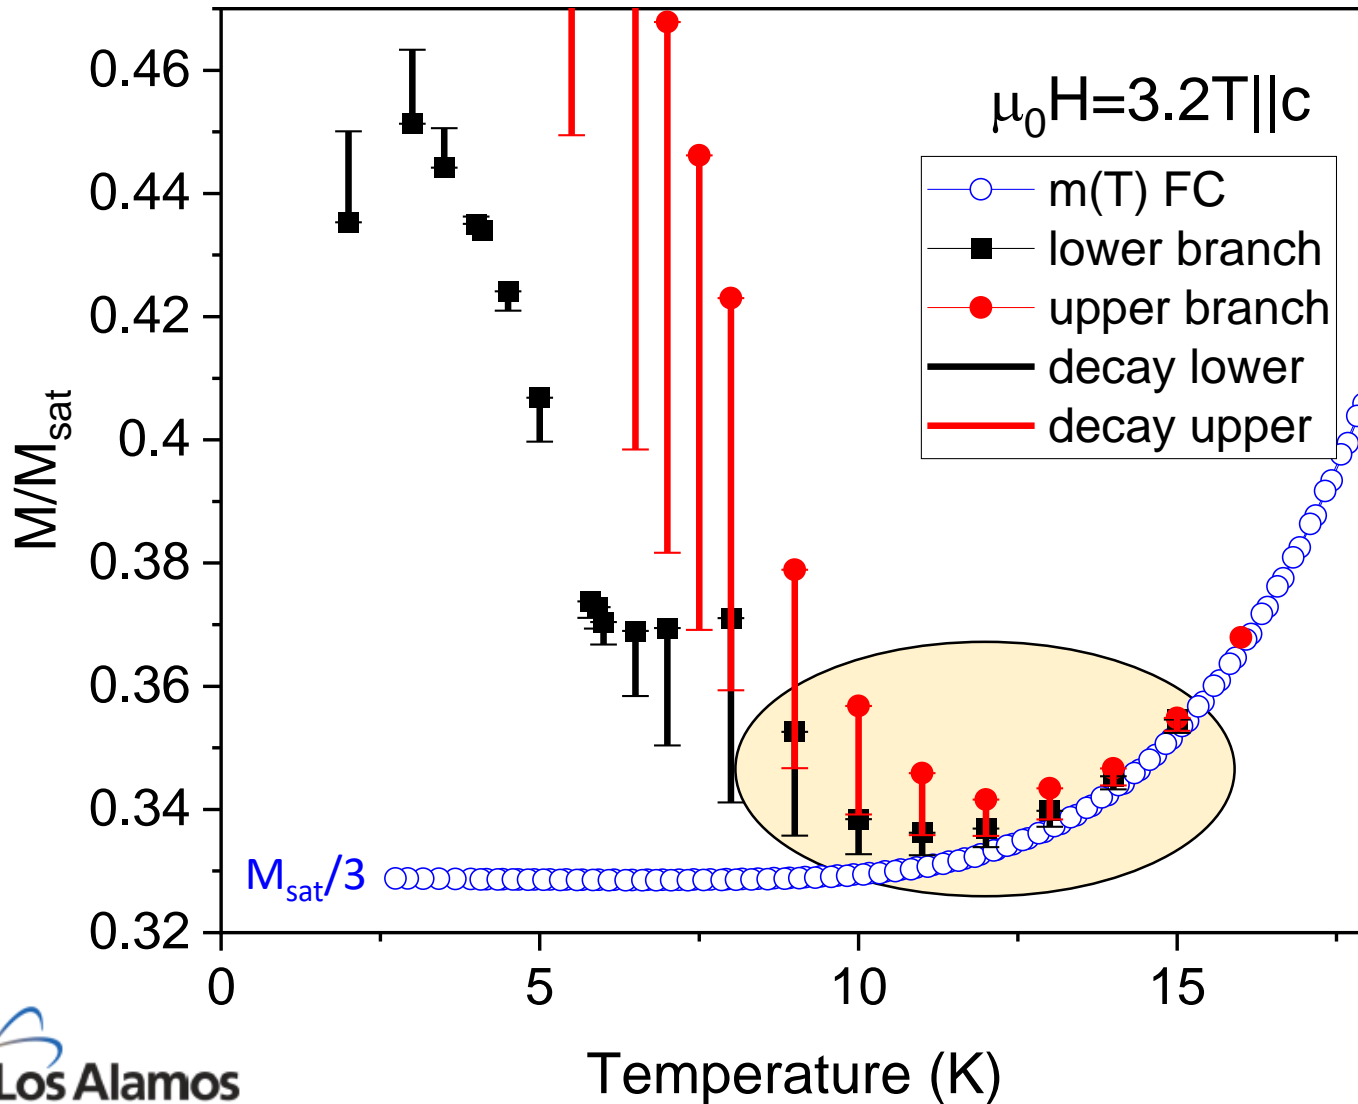 0.46
0.44
0.42
0.4
0.38
0.36
0.34
0.32
M/Msat
μ0H=3.2T||c
m(T) FC
lower branch
upper branch
decay lower
decay upper
Msat/3
0
5
10
15
Temperature (K)
Los Alamos